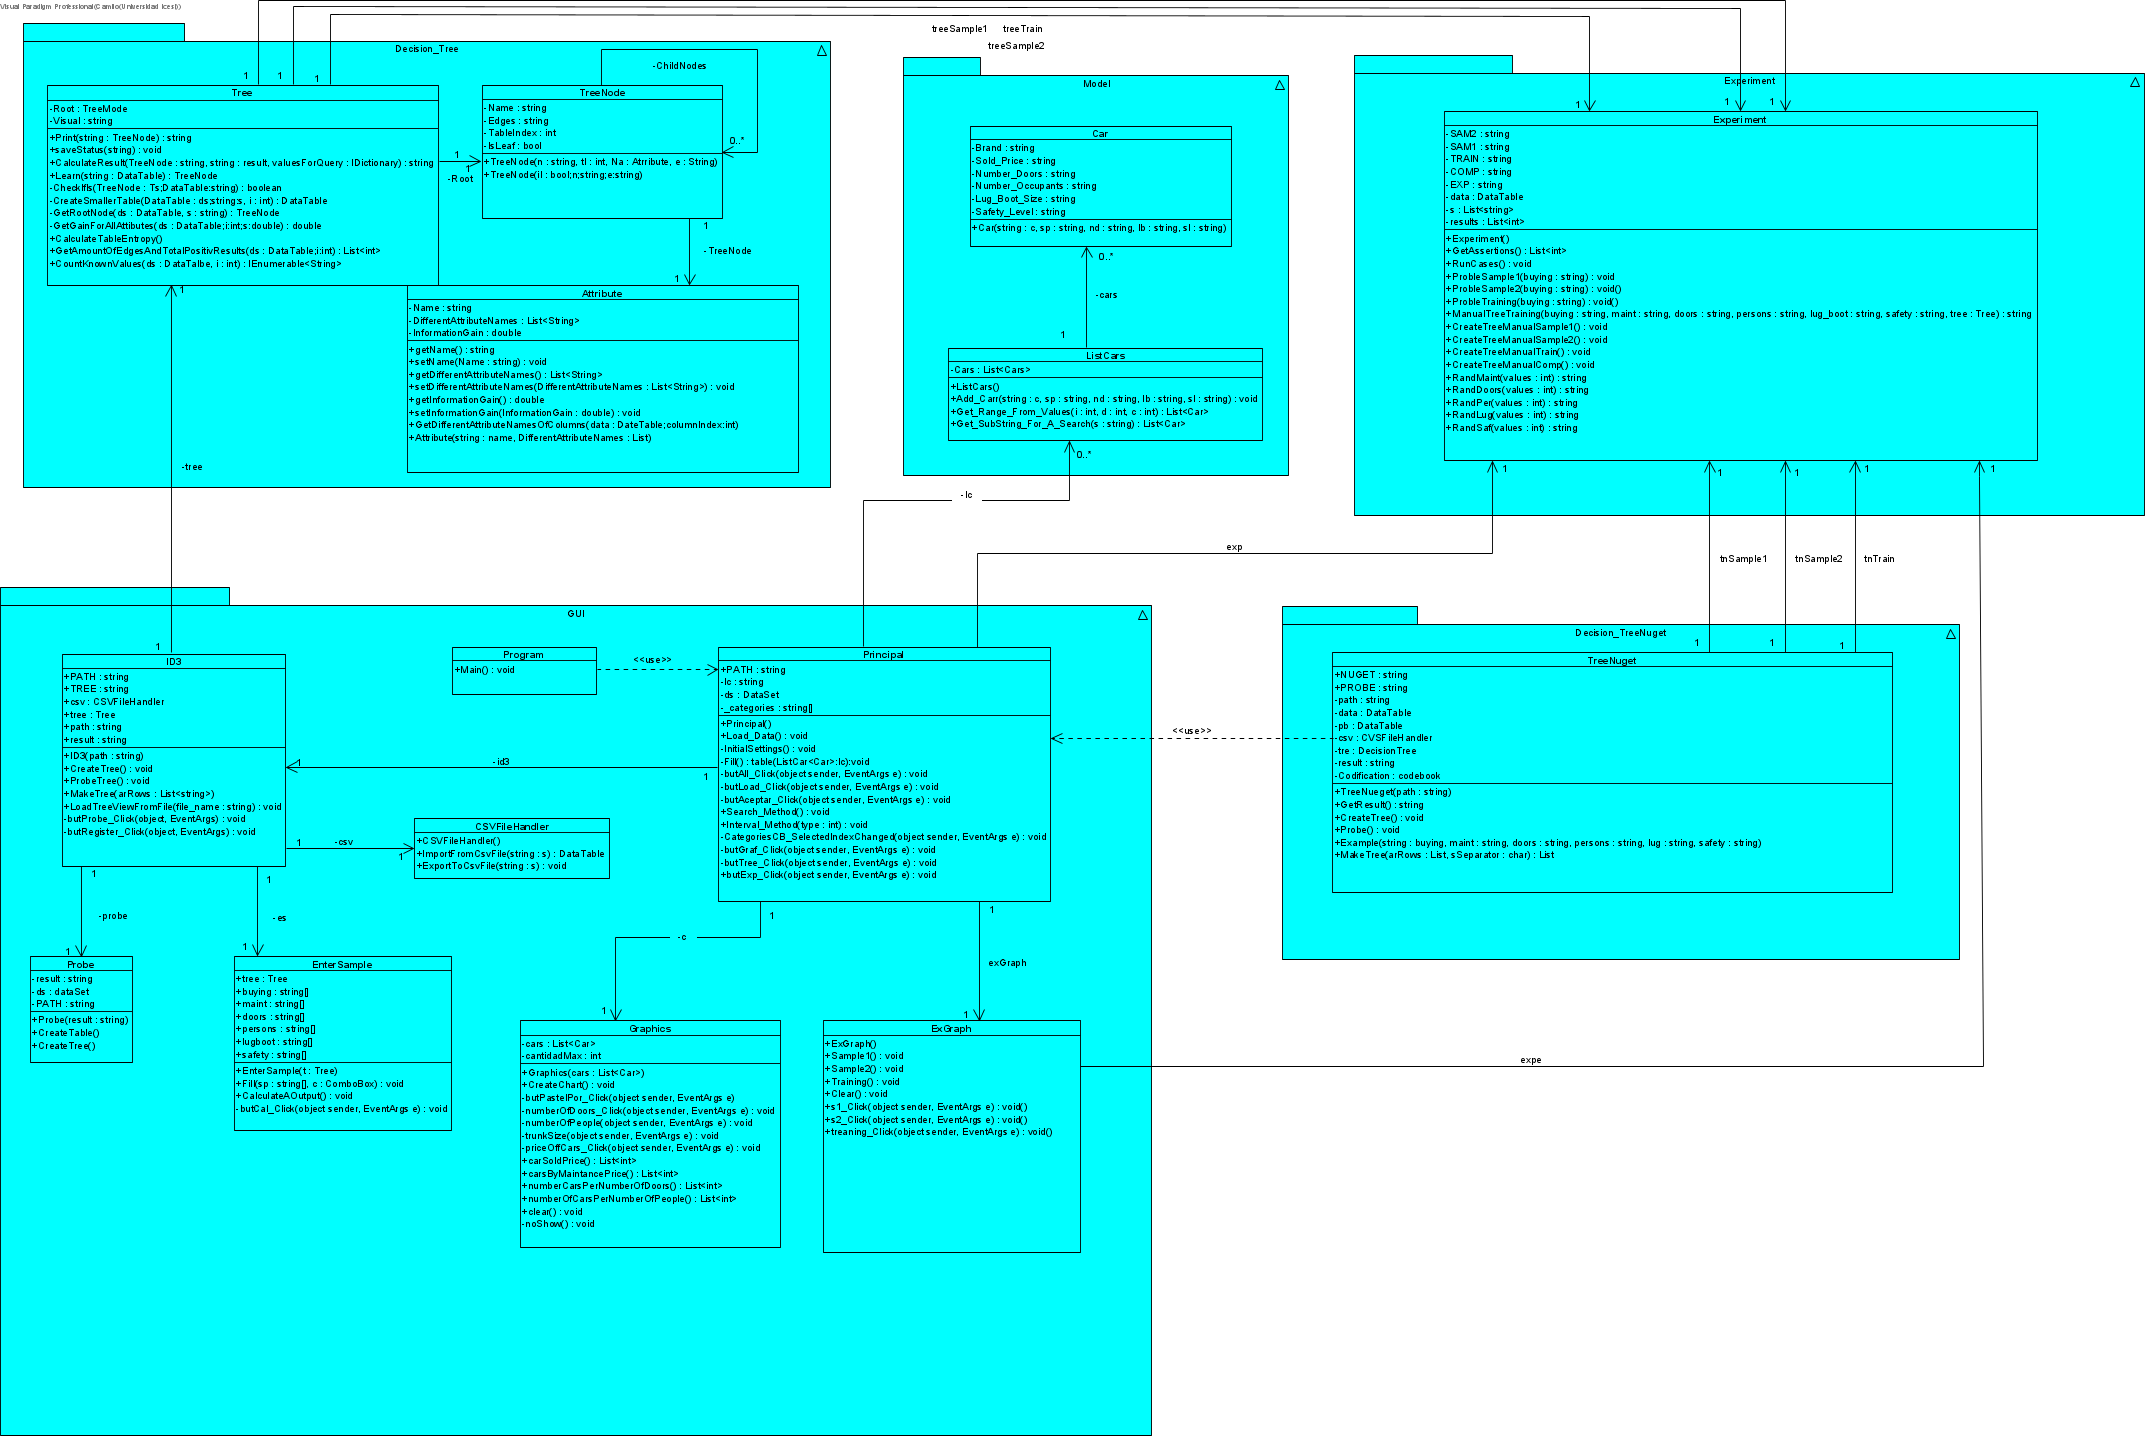 Visual Paradigm Professional(Camilo(Universidad Icesi))
treeSample1
treeTrain
treeSample2
Decision_Tree
1
1
1
Tree
-Root : TreeMode
-Visual : string
+Print(string : TreeNode) : string
+saveStatus(string) : void
+CalculateResult(TreeNode : string, string : result, valuesForQuery : IDictionary) : string
+Learn(string : DataTable) : TreeNode
-CheckIfIs(TreeNode : Ts;DataTable:string) : boolean
-CreateSmallerTable(DataTable : ds;string:s, i : int) : DataTable
-GetRootNode(ds : DataTable, s : string) : TreeNode
-GetGainForAllAttibutes(ds : DataTable;i:int;s:double) : double
+CalculateTableEntropy()
+GetAmountOfEdgesAndTotalPositivResults(ds : DataTable;i:int) : List<int>
+CountKnownValues(ds : DataTalbe, i : int) : IEnumerable<String>
1
1
-Root
-ChildNodes
0..*
TreeNode
-Name : string
-Edges : string
-TableIndex : int
-IsLeaf : bool
+TreeNode(n : string, tI : int, Na : Atrribute, e : String)
+TreeNode(il : bool;n;string;e:string)
1
-TreeNode
1
Attribute
-Name : string
-DifferentAttributeNames : List<String>
-InformationGain : double
+getName() : string
+setName(Name : string) : void
+getDifferentAttributeNames() : List<String>
+setDifferentAttributeNames(DifferentAttributeNames : List<String>) : void
+getInformationGain() : double
+setInformationGain(InformationGain : double) : void
+GetDifferentAttributeNamesOfColumns(data : DateTable;columnIndex:int)
+Attribute(string : name, DifferentAttributeNames : List)
1
-tree
1
Model
Car
-Brand : string
-Sold_Price : string
-Number_Doors : string
-Number_Occupants : string
-Lug_Boot_Size : string
-Safety_Level : string
+Car(string : c, sp : string, nd : string, lb : string, sl : string)
0..*
-cars
1
ListCars
-Cars : List<Cars>
+ListCars()
+Add_Carr(string : c, sp : string, nd : string, lb : string, sl : string) : void
+Get_Range_From_Values(i : int, d : int, c : int) : List<Car>
+Get_SubString_For_A_Search(s : string) : List<Car>
0..*
-lc
Experiment
1
1
1
Experiment
-SAM2 : string
-SAM1 : string
-TRAIN : string
-COMP : string
-EXP : string
-data : DataTable
-s : List<string>
-results : List<int>
+Experiment()
+GetAssertions() : List<int>
+RunCases() : void
+ProbleSample1(buying : string) : void
+ProbleSample2(buying : string) : void()
+ProbleTraining(buying : string) : void()
+ManualTreeTraining(buying : string, maint : string, doors : string, persons : string, lug_boot : string, safety : string, tree : Tree) : string
+CreateTreeManualSample1() : void
+CreateTreeManualSample2() : void
+CreateTreeManualTrain() : void
+CreateTreeManualComp() : void
+RandMaint(values : int) : string
+RandDoors(values : int) : string
+RandPer(values : int) : string
+RandLug(values : int) : string
+RandSaf(values : int) : string
1
1
1
1
1
exp
tnSample1
tnSample2
tnTrain
GUI
ID3
+PATH : string
+TREE : string
+csv : CSVFileHandler
+tree : Tree
+path : string
+result : string
+ID3(path : string)
+CreateTree() : void
+ProbeTree() : void
+MakeTree(arRows : List<string>)
+LoadTreeViewFromFile(file_name : string) : void
-butProbe_Click(object, EventArgs) : void
-butRegister_Click(object, EventArgs) : void
Program
+Main() : void
<<use>>
Principal
+PATH : string
-lc : string
-ds : DataSet
-_categories : string[]
+Principal()
+Load_Data() : void
-InitialSettings() : void
-Fill() : table(ListCar<Car>:lc):void
-butAll_Click(object sender, EventArgs e) : void
-butLoad_Click(object sender, EventArgs e) : void
-butAceptar_Click(object sender, EventArgs e) : void
+Search_Method() : void
+Interval_Method(type : int) : void
-CategoriesCB_SelectedIndexChanged(object sender, EventArgs e) : void
-butGraf_Click(object sender, EventArgs e) : void
-butTree_Click(object sender, EventArgs e) : void
+butExp_Click(object sender, EventArgs e) : void
-id3
1
1
-csv
1
CSVFileHandler
+CSVFileHandler()
+ImportFromCsvFile(string : s) : DataTable
+ExportToCsvFile(string : s) : void
1
-probe
1
1
-es
1
Probe
-result : string
-ds : dataSet
-PATH : string
+Probe(result : string)
+CreateTable()
+CreateTree()
EnterSample
+tree : Tree
+buying : string[]
+maint : string[]
+doors : string[]
+persons : string[]
+lugboot : string[]
+safety : string[]
+EnterSample(t : Tree)
+Fill(sp : string[], c : ComboBox) : void
+CalculateAOutput() : void
-butCal_Click(object sender, EventArgs e) : void
1
-c
1
Graphics
-cars : List<Car>
-cantidadMax : int
+Graphics(cars : List<Car>)
+CreateChart() : void
-butPastelPor_Click(object sender, EventArgs e)
-numberOfDoors_Click(object sender, EventArgs e) : void
-numberOfPeople(object sender, EventArgs e) : void
-trunkSize(object sender, EventArgs e) : void
-priceOffCars_Click(object sender, EventArgs e) : void
+carSoldPrice() : List<int>
+carsByMaintancePrice() : List<int>
+numberCarsPerNumberOfDoors() : List<int>
+numberOfCarsPerNumberOfPeople() : List<int>
+clear() : void
-noShow() : void
1
exGraph
1
ExGraph
+ExGraph()
+Sample1() : void
+Sample2() : void
+Training() : void
+Clear() : void
+s1_Click(object sender, EventArgs e) : void()
+s2_Click(object sender, EventArgs e) : void()
+treaning_Click(object sender, EventArgs e) : void()
expe
<<use>>
Decision_TreeNuget
1
1
1
TreeNuget
+NUGET : string
+PROBE : string
-path : string
-data : DataTable
-pb : DataTable
-csv : CVSFileHandler
-tre : DecisionTree
-result : string
-Codification : codebook
+TreeNueget(path : string)
+GetResult() : string
+CreateTree() : void
+Probe() : void
+Example(string : buying, maint : string, doors : string, persons : string, lug : string, safety : string)
+MakeTree(arRows : List, sSeparator : char) : List